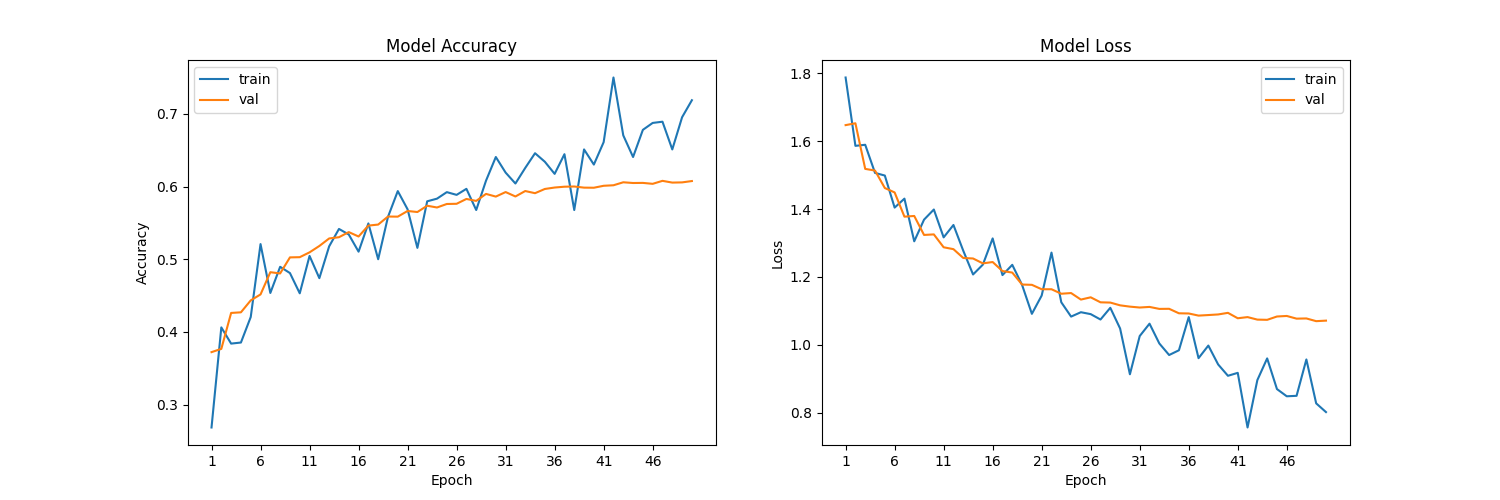 Model Accuracy
train
val
0.7
0.6
0.5
0.4
0.3
Accuracy
1 6 11 16 21 26 31 36 41 46
Epoch
Model Loss
train
val
1.8
1.6
1.4
1.2
1.0
0.8
Loss
1 6 11 16 21 26 31 36 41 46
Epoch